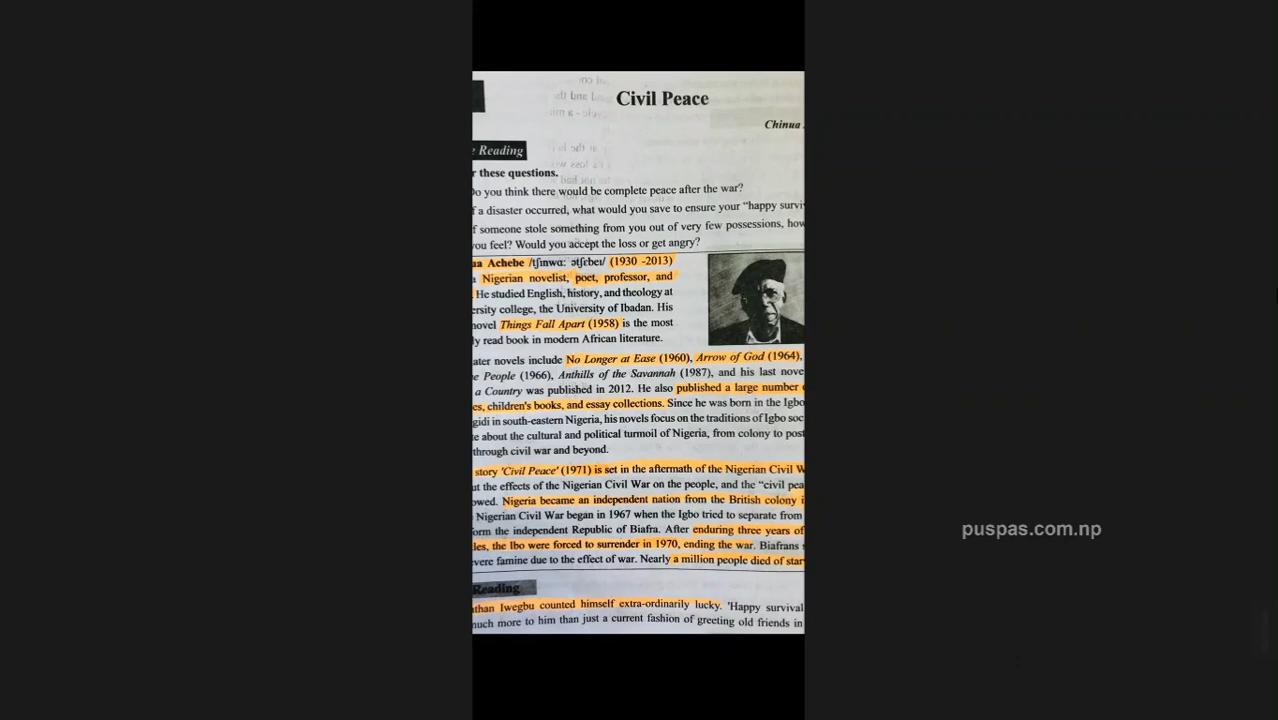 Civil Peace
Chinua
Reading
these questions.
Do you think there would be complete peace after the war?
f a disaster occurred, what would you save to ensure your "happy survi
f someone stole something from you out of very few possessions, how
you feel? Would you accept the loss or get angry?
ua Achebe /tʃɪnwɑː ətʃɛbeɪ/ (1930 -2013)
Nigerian novelist, poet, professor, and
He studied English, history, and theology at
ersity college, the University of Ibadan. His
novel Things Fall Apart (1958) is the most
ly read book in modern African literature.
ater novels include No Longer at Ease (1960), Arrow of God (1964),
e People (1966), Anthills of the Savannah (1987), and his last nove
a Country was published in 2012. He also published a large number
es, children's books, and essay collections. Since he was born in the Igbo
gidi in south-eastern Nigeria, his novels focus on the traditions of Igbo soc
e about the cultural and political turmoil of Nigeria, from colony to post
through civil war and beyond.
story 'Civil Peace' (1971) is set in the aftermath of the Nigerian Civil W
ut the effects of the Nigerian Civil War on the people, and the "civil pea
owed. Nigeria became an independent nation from the British colony i
Nigerian Civil War began in 1967 when the Igbo tried to separate from
orm the independent Republic of Biafra. After enduring three years of
les, the Ibo were forced to surrender in 1970, ending the war. Biafrans
vere famine due to the effect of war. Nearly a million people died of star
Reading
than Iwegbu counted himself extra-ordinarily lucky. 'Happy survival
much more to him than just a current fashion of greeting old friends in
puspas.com.np